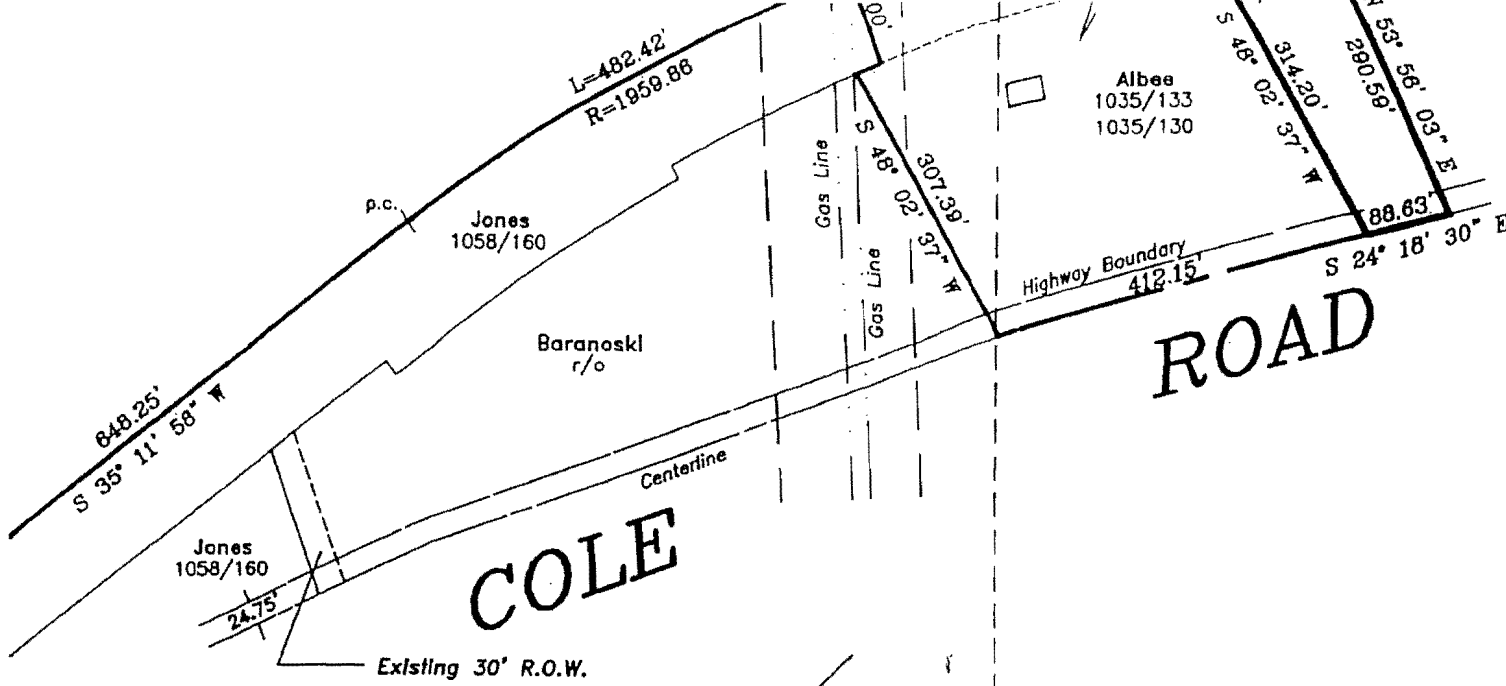 L=482.42'
R=1959.86
00'
Albee
1035/133
1035/130
314.20'
S 48° 02' 37" W
N 53° 56' 03" E
290.59'
p.c.
Jones
1058/160
Gas Line
Gas Line
307.39'
S 48° 02' 37" W
88.63'
S 24° 18' 30" E
Highway Boundary
412.15'
ROAD
Baranoski
r/o
648.25'
S 35° 11' 58" W
Centerline
COLE
Jones
1058/160
24.75'
Existing 30' R.O.W.